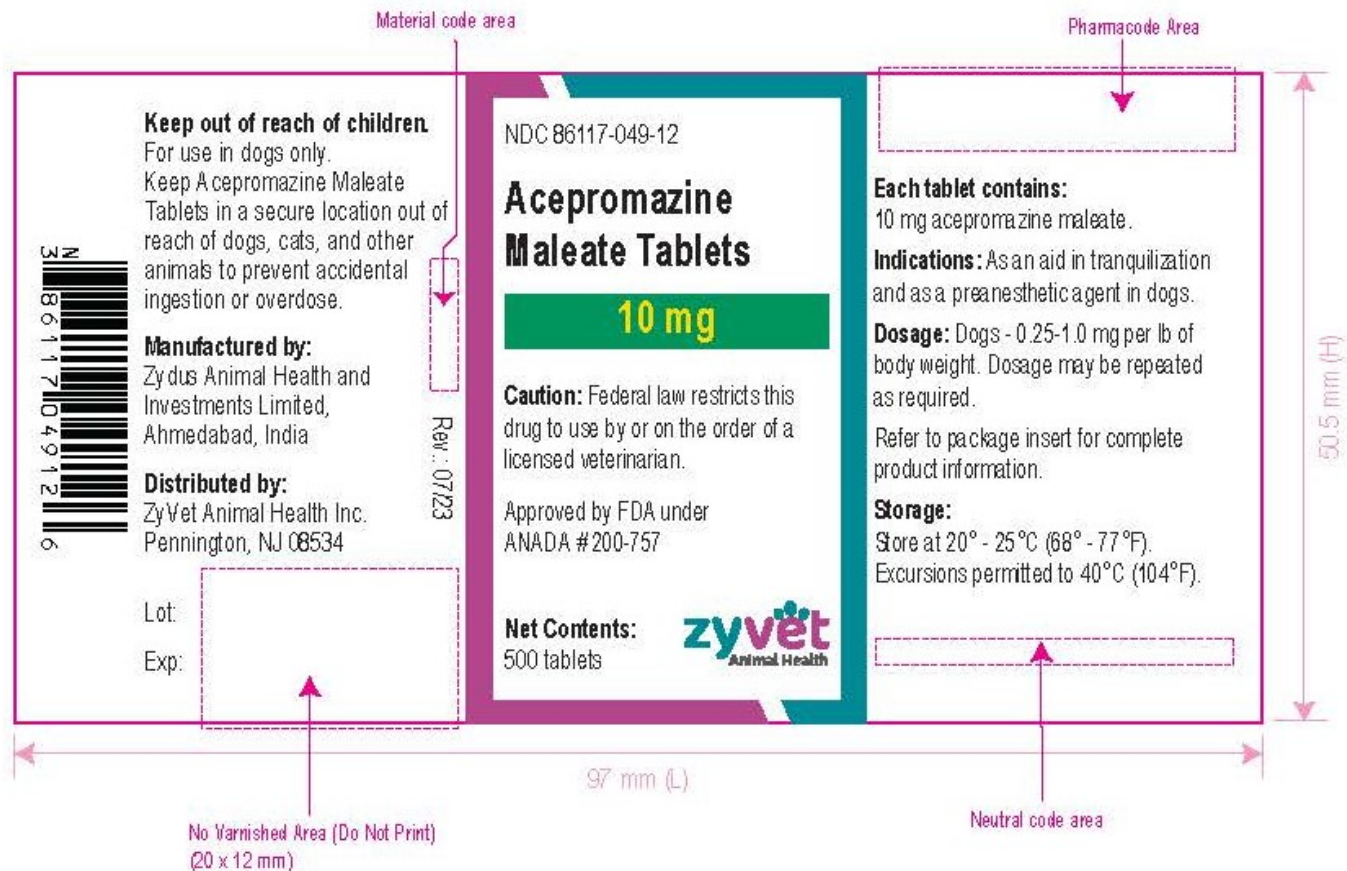 Material code area
Pharmacode Area
Keep out of reach of children.
For use in dogs only.
Keep Acepromazine Maleate
Tablets in a secure location out of
reach of dogs, cats, and other
animals to prevent accidental
ingestion or overdose.
Manufactured by:
Zydus Animal Health and
Investments Limited,
Ahmedabad, India
Distributed by:
ZyVet Animal Health Inc.
Pennington, NJ 08534
Lot:
Exp:
N
3 86117 04912 6
Rev.: 07/23
NDC 86117-049-12
Acepromazine
Maleate Tablets
10 mg
Caution: Federal law restricts this
drug to use by or on the order of a
licensed veterinarian.
Approved by FDA under
ANADA # 200-757
Net Contents:
500 tablets
zyvet
Animal Health
Each tablet contains:
10 mg acepromazine maleate.
Indications: As an aid in tranquilization
and as a preanesthetic agent in dogs.
Dosage: Dogs - 0.25-1.0 mg per lb of
body weight. Dosage may be repeated
as required.
Refer to package insert for complete
product information.
Storage:
Store at 20° - 25°C (68° - 77°F).
Excursions permitted to 40°C (104°F).
50.5 mm (H)
97 mm (L)
No Varnished Area (Do Not Print)
(20 x 12 mm)
Neutral code area